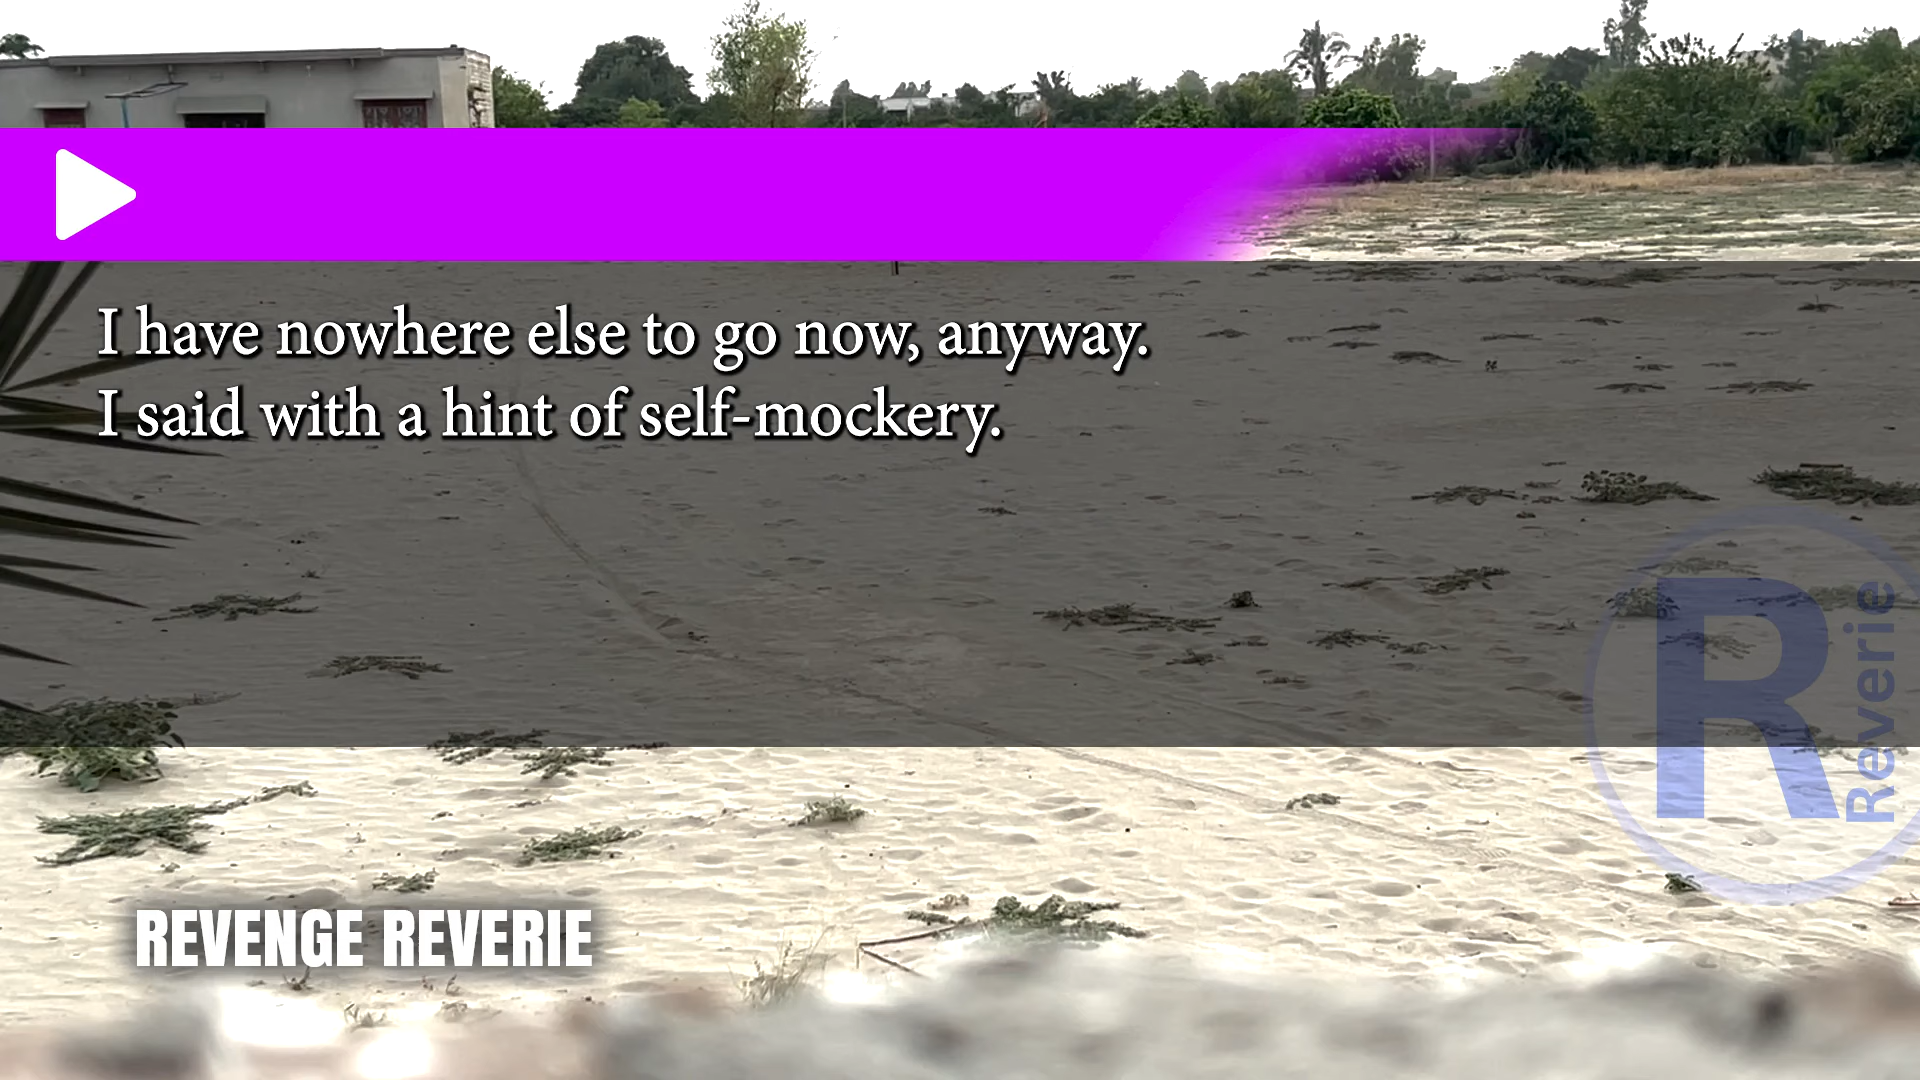 I have nowhere else to go now, anyway.
I said with a hint of self-mockery.
R
Reverie
REVENGE REVERIE